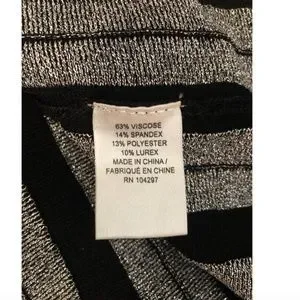 63% VISCOSE
14% SPANDEX
13% POLYESTER
10% LUREX
MADE IN CHINA /
FABRIQUÉ EN CHINE
RN 104297